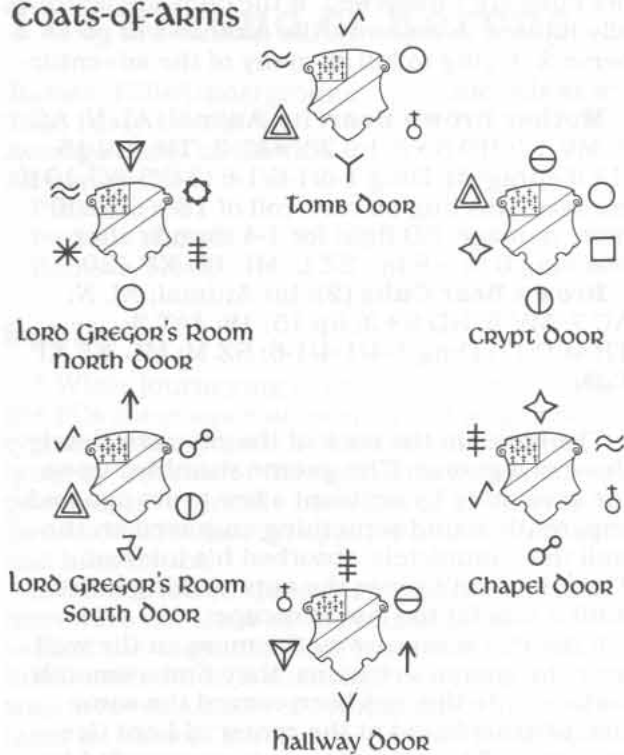 Coats-of-Arms
Tomb Door
Lord Gregor's Room
North Door
Crypt Door
Lord Gregor's Room
South Door
Chapel Door
Hallway Door